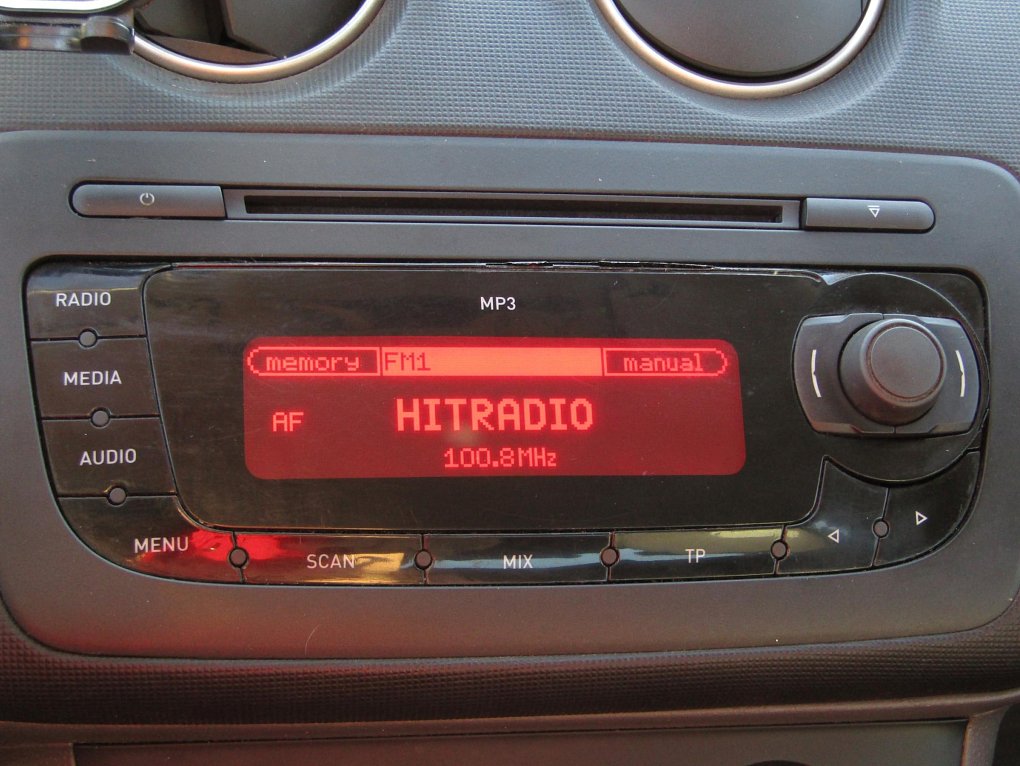 RADIO
MP3
MEDIA
memory FM1 manual
AF HITRADIO
100.8MHz
AUDIO
MENU
SCAN
MIX
TP